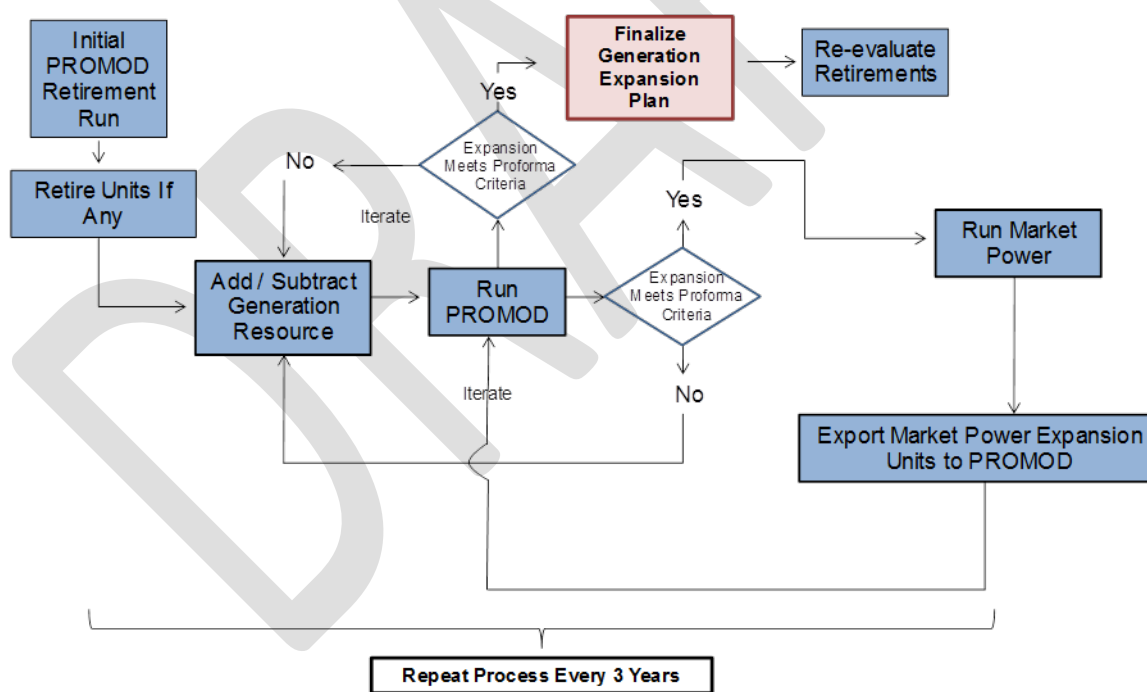 Initial
PROMOD
Retirement
Run
Finalize
Generation
Expansion
Plan
Re-evaluate
Retirements
Yes
Expansion
Meets Proforma
Criteria
No
Retire Units If
Any
Iterate
Yes
Run Market
Power
Add / Subtract
Generation
Resource
Run
PROMOD
Expansion
Meets Proforma
Criteria
Iterate
No
Export Market Power Expansion
Units to PROMOD
Repeat Process Every 3 Years
DRA